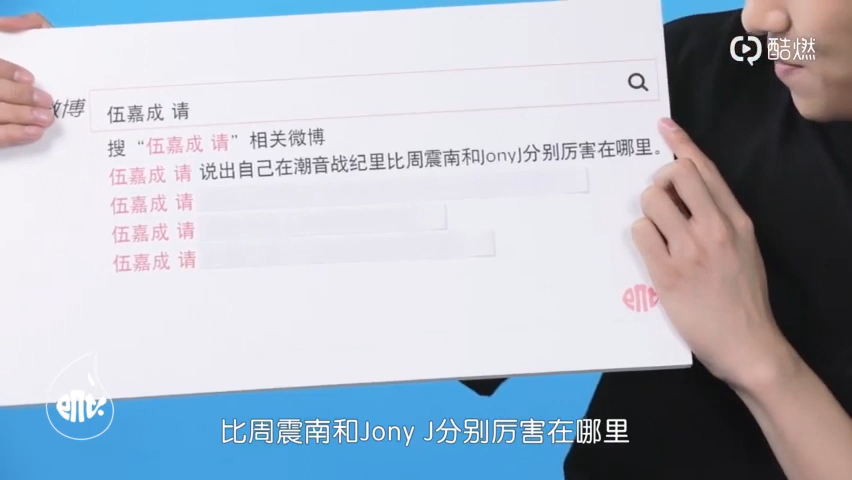 酷燃
微博
伍嘉成 请
搜“伍嘉成 请”相关微博
伍嘉成 请 说出自己在潮音战纪里比周震南和JonyJ分别厉害在哪里。
伍嘉成 请
伍嘉成 请
伍嘉成 请
ent
ent
比周震南和Jony J分别厉害在哪里